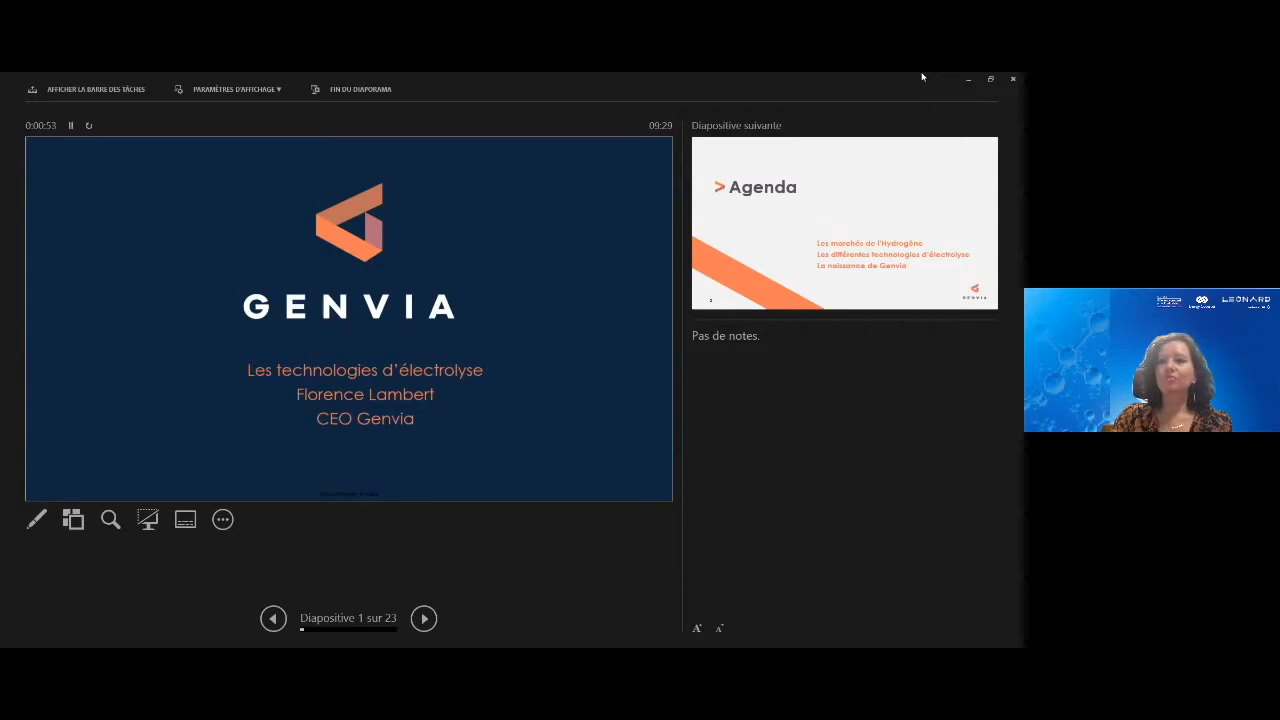 AFFICHER LA BARRE DES TÂCHES
PARAMÈTRES D'AFFICHAGE ▼
FIN DU DIAPORAMA
0:00:53
09:29
GENVIA
Les technologies d'électrolyse
Florence Lambert
CEO Genvia
Diapositive suivante
> Agenda
Les marchés de l'Hydrogène
Les différentes technologies d'électrolyse
La naissance de Genvia
2
GENVIA
Pas de notes.
LEONARD
Diapositive 1 sur 23
A A